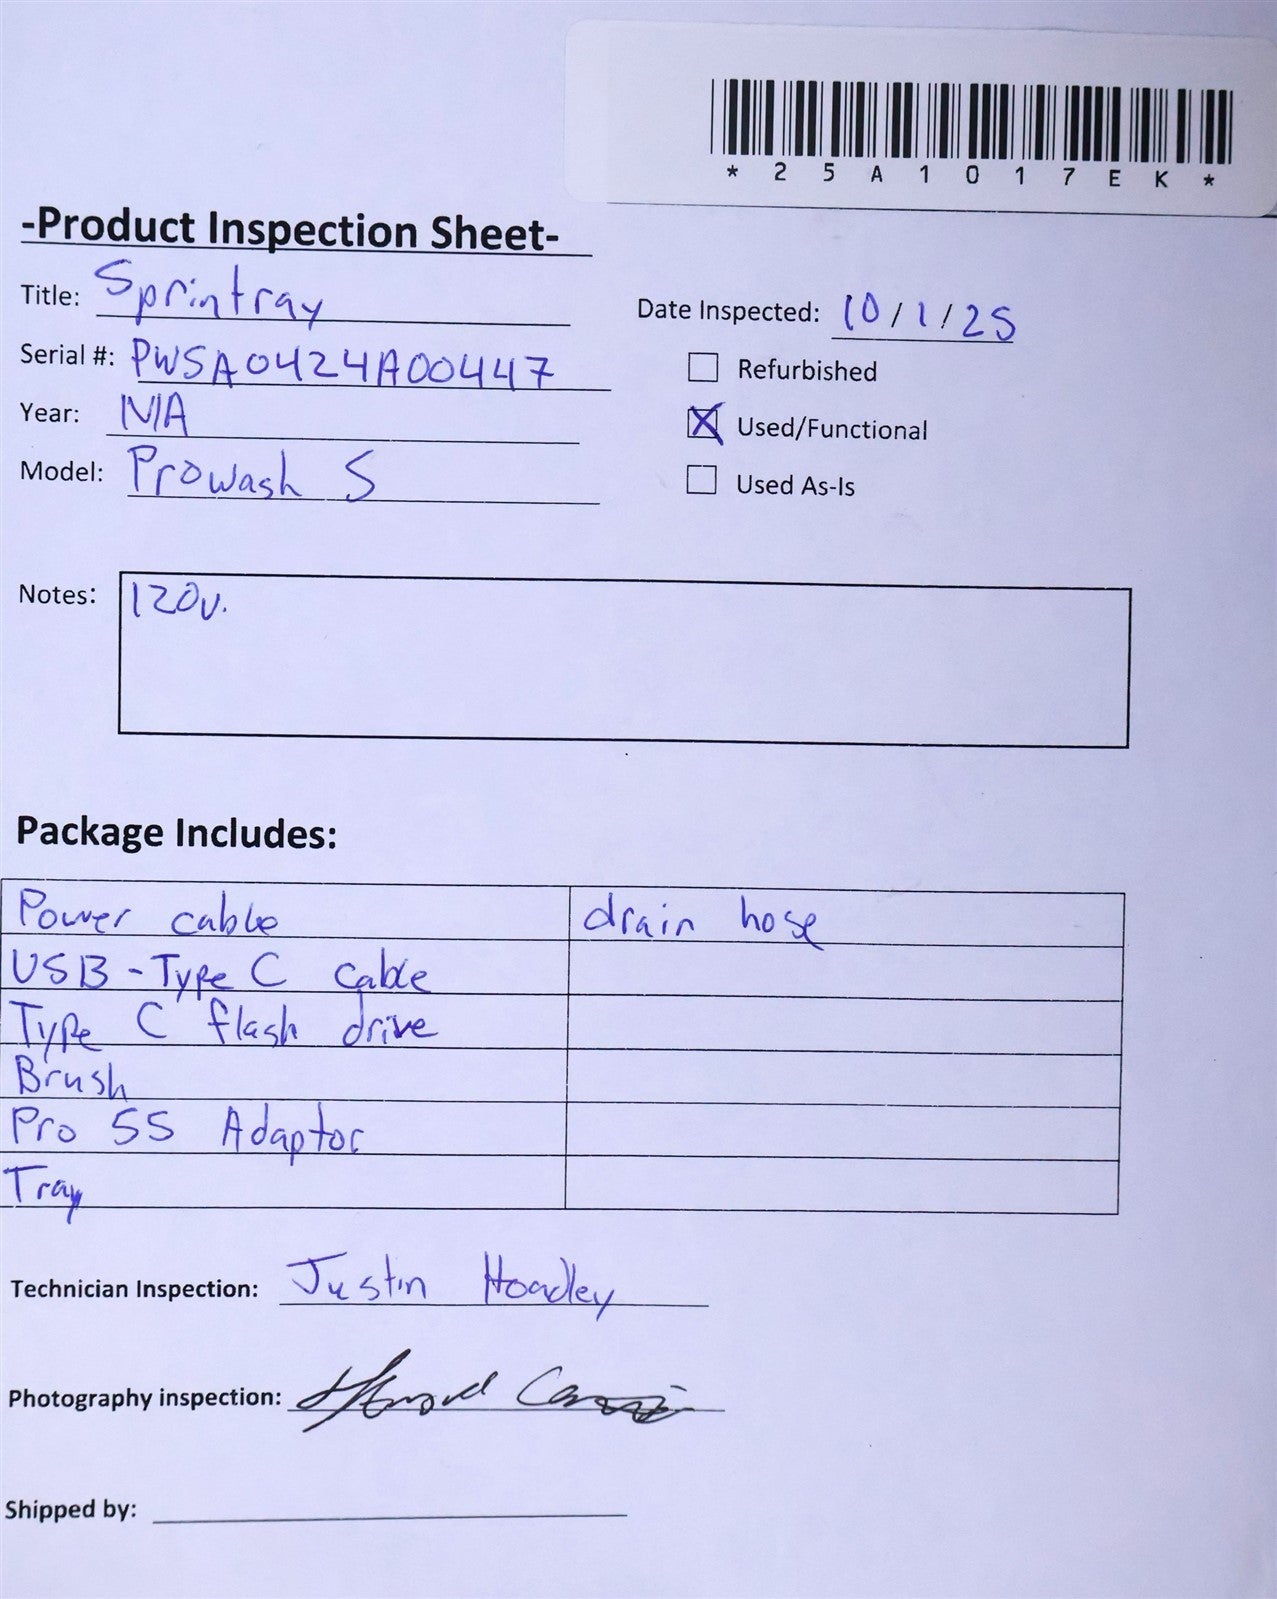 *25A1017EK*
-Product Inspection Sheet-
Title: Sprintray
Date Inspected: 10/1/25
Serial #: PWSA0424A00447
Refurbished
Year: N/A
Used/Functional
Model: Prowash S
Used As-Is
Notes: 120v.
Package Includes:
Power cable
drain hose
USB-Type C cable
Type C flash drive
Brush
Pro 55 Adaptor
Tray
Technician Inspection: Justin Hoadley
Photography inspection:
Shipped by: